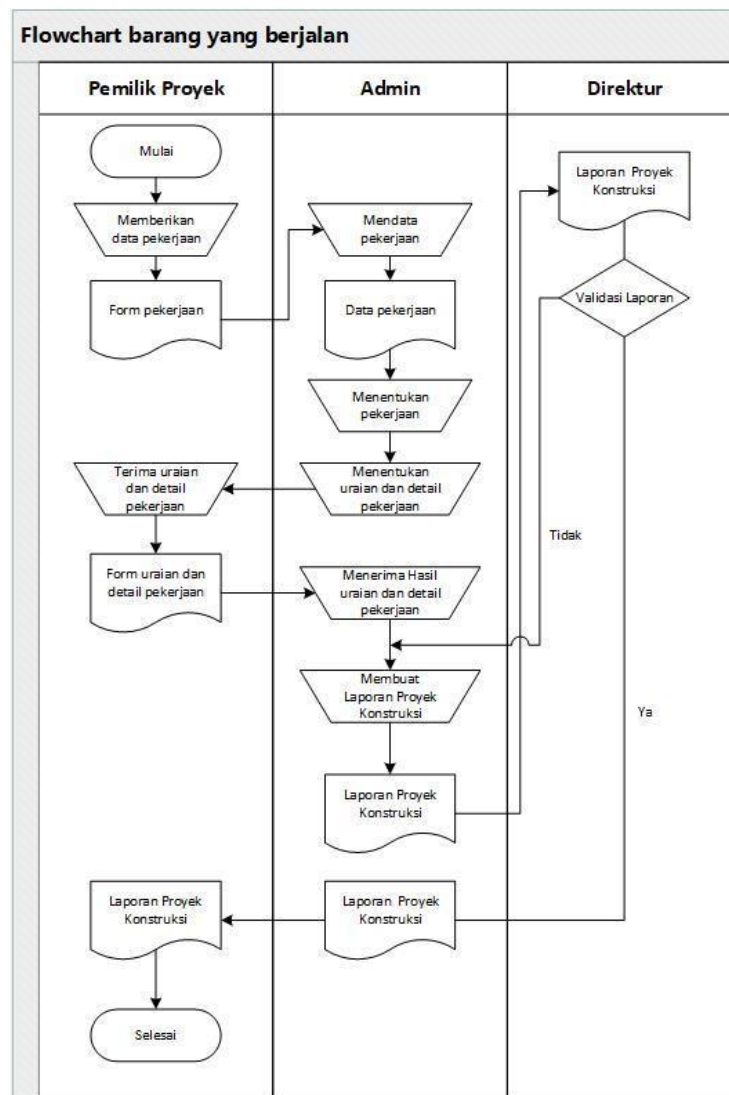 Flowchart barang yang berjalan
Pemilik Proyek
Admin
Direktur
Mulai
Laporan Proyek
Konstruksi
Memberikan
data pekerjaan
Mendata
pekerjaan
Form pekerjaan
Data pekerjaan
Validasi Laporan
Menentukan
pekerjaan
Terima uraian
dan detail
pekerjaan
Menentukan
uraian dan detail
pekerjaan
Tidak
Form uraian dan
detail pekerjaan
Menerima Hasil
uraian dan detail
pekerjaan
Membuat
Laporan Proyek
Konstruksi
Ya
Laporan Proyek
Konstruksi
Laporan Proyek
Konstruksi
Laporan Proyek
Konstruksi
Selesai